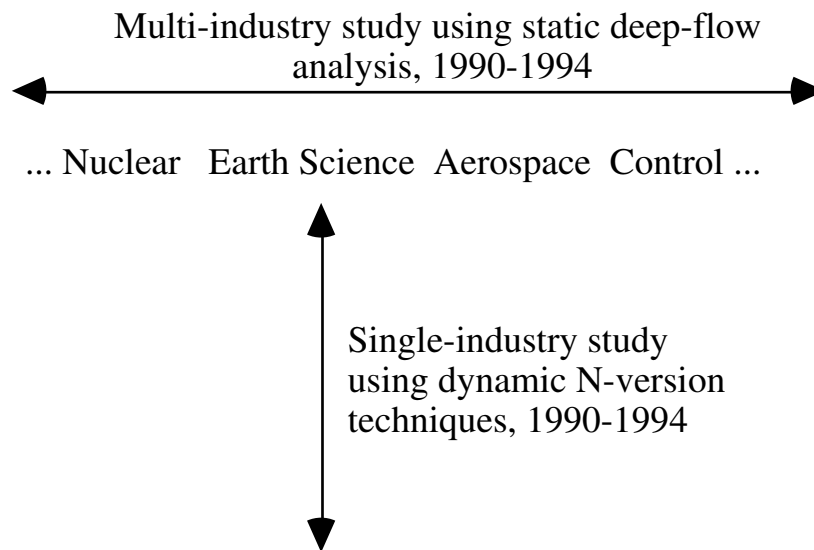 Multi-industry study using static deep-flow
analysis, 1990-1994
... Nuclear Earth Science Aerospace Control ...
Single-industry study
using dynamic N-version
techniques, 1990-1994